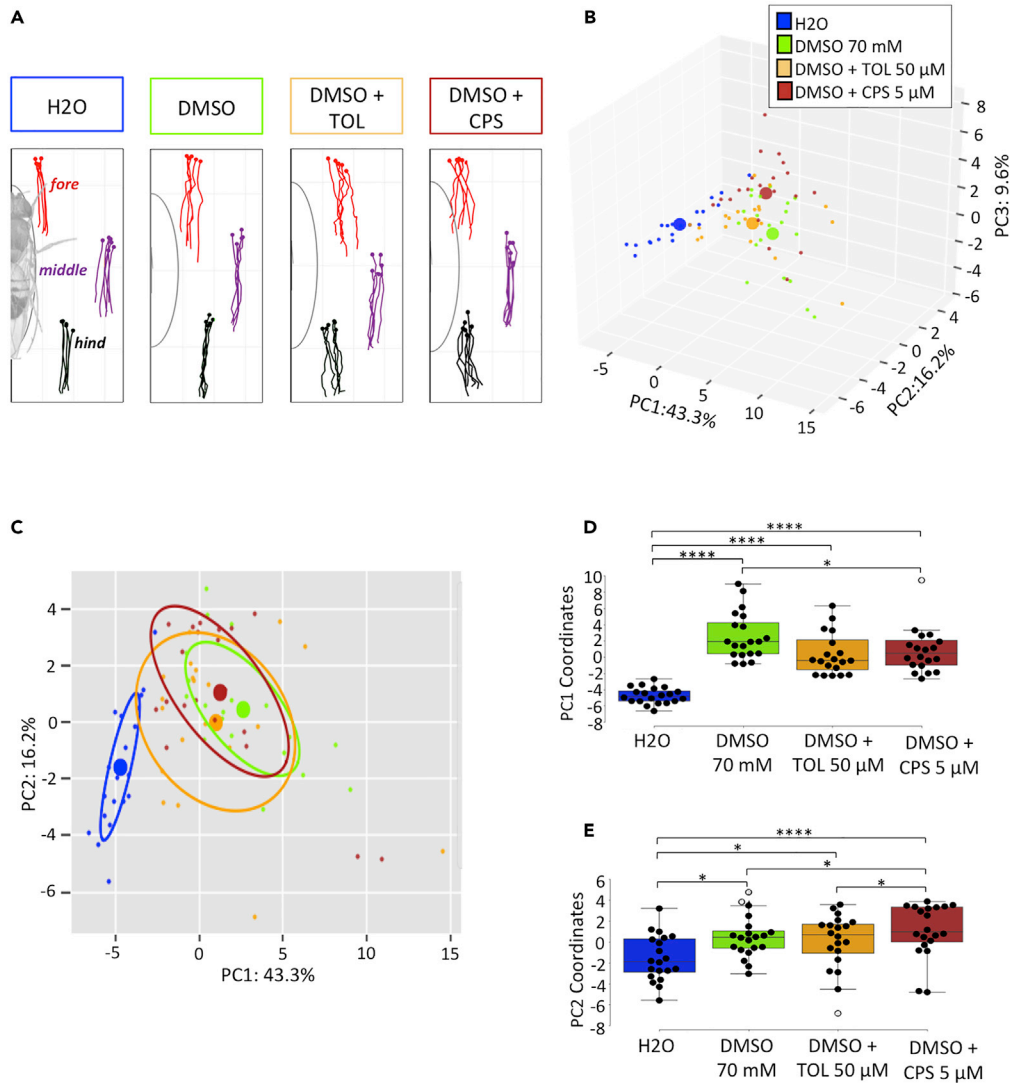 A
H2O
DMSO
DMSO +
TOL
DMSO +
CPS
fore
middle
hind
B
H2O
DMSO 70 mM
DMSO + TOL 50 µM
DMSO + CPS 5 µM
8
6
4
2
0
-2
-4
-6
PC3: 9.6%
4
2
0
-2
-4
-6
PC2:16.2%
-5
0
5
10
15
PC1:43.3%
C
4
2
0
-2
-4
-6
PC2: 16.2%
-5
0
5
10
15
PC1: 43.3%
D
****
****
****
*
10
8
6
4
2
0
-2
-4
-6
-8
PC1 Coordinates
H2O
DMSO
70 mM
DMSO +
TOL 50 µM
DMSO +
CPS 5 µM
E
****
*
*
*
*
6
4
2
0
-2
-4
-6
-8
PC2 Coordinates
H2O
DMSO
70 mM
DMSO +
TOL 50 µM
DMSO +
CPS 5 µM